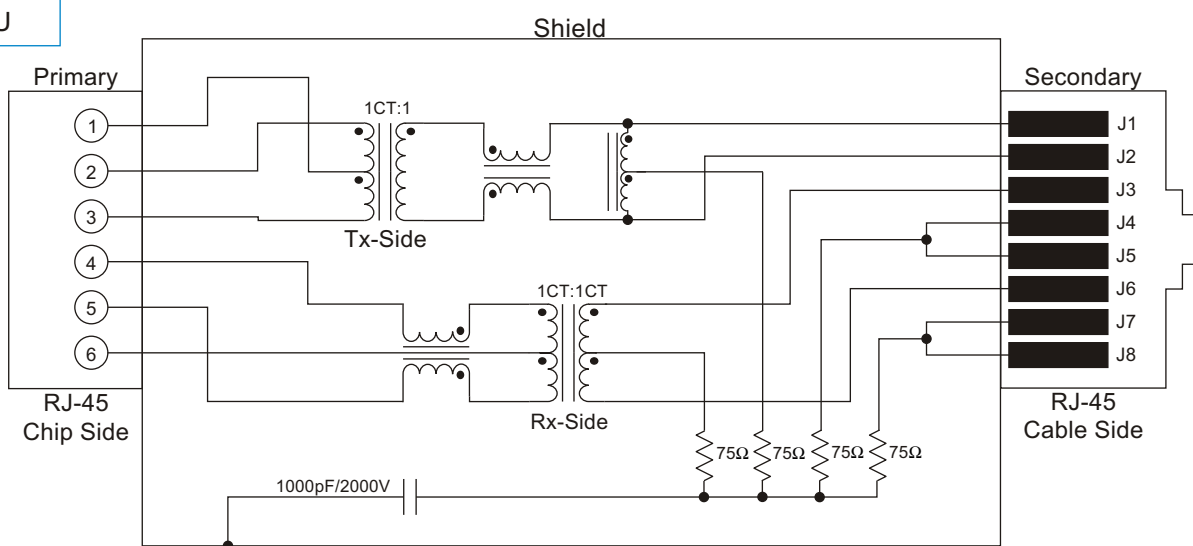 U
Shield
Primary
Secondary
1CT:1
1
J1
2
J2
J3
3
J4
Tx-Side
4
J5
1CT:1CT
J6
5
J7
6
J8
RJ-45
Chip Side
Rx-Side
RJ-45
Cable Side
75Ω 75Ω 75Ω 75Ω
1000pF/2000V